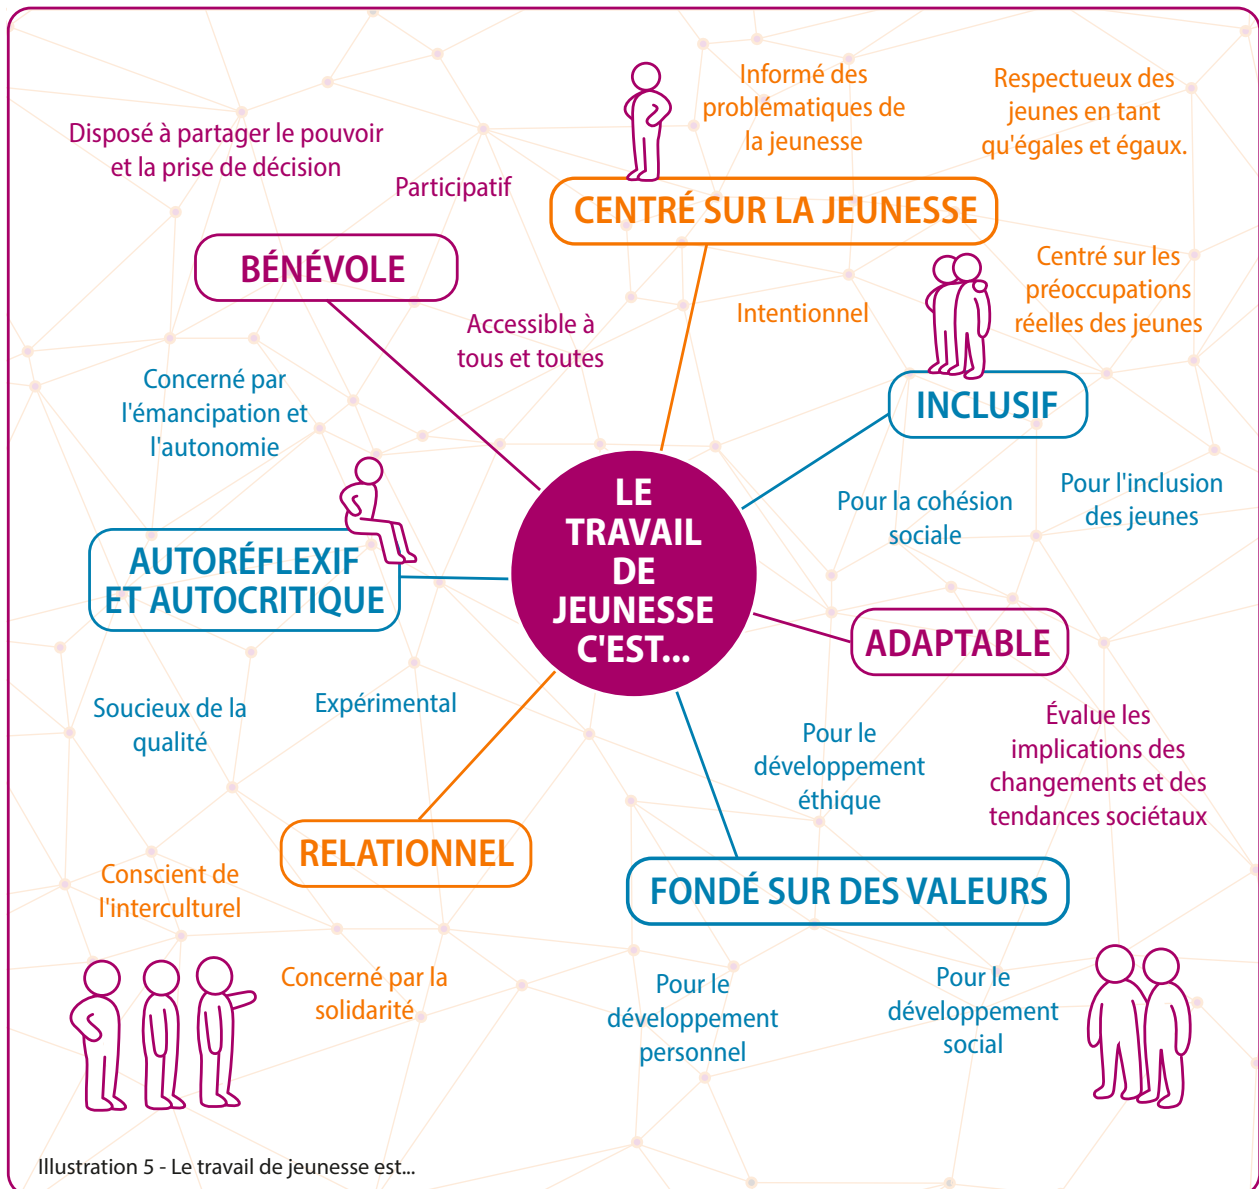 Disposé à partager le pouvoir
et la prise de décision
Participatif
BÉNÉVOLE
Accessible à
tous et toutes
Informé des
problématiques de
la jeunesse
Respectueux des
jeunes en tant
qu'égales et égaux.
CENTRÉ SUR LA JEUNESSE
Intentionnel
Centré sur les
préoccupations
réelles des jeunes
INCLUSIF
Pour la cohésion
sociale
Pour l'inclusion
des jeunes
Concerné par
l'émancipation et
l'autonomie
AUTORÉFLEXIF
ET AUTOCRITIQUE
Soucieux de la
qualité
Expérimental
LE
TRAVAIL
DE
JEUNESSE
C'EST...
ADAPTABLE
Évalue les
implications des
changements et des
tendances sociétaux
Pour le
développement
éthique
FONDÉ SUR DES VALEURS
Pour le
développement
personnel
Pour le
développement
social
RELATIONNEL
Conscient de
l'interculturel
Concerné par la
solidarité
Illustration 5 - Le travail de jeunesse est...